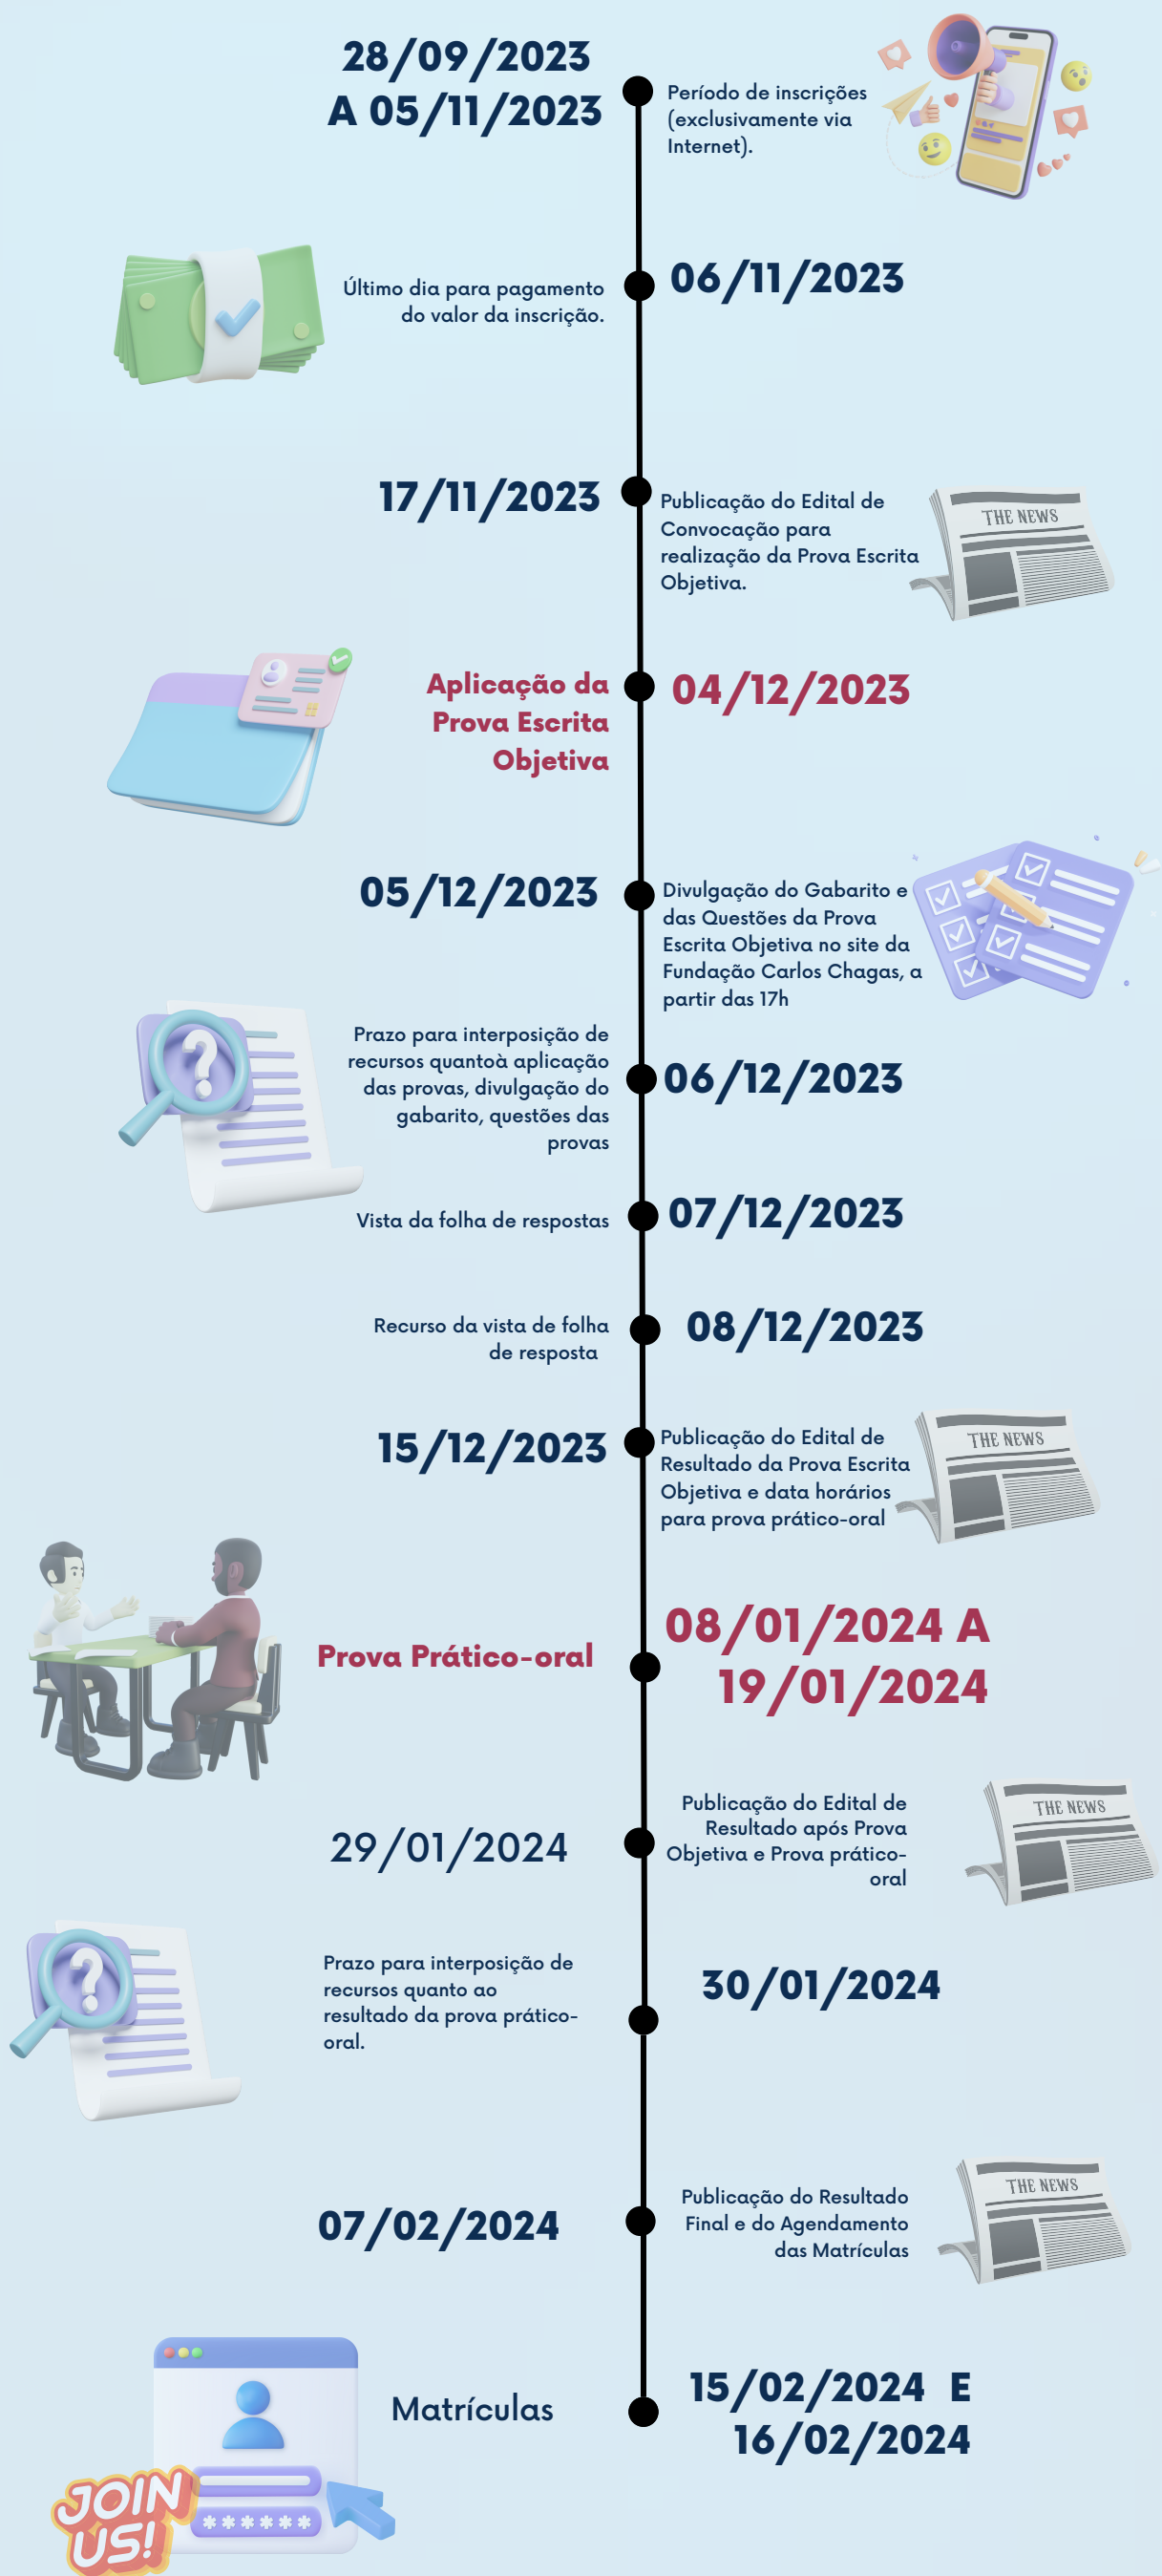 28/09/2023
A 05/11/2023
Período de inscrições
(exclusivamente via
Internet).
Último dia para pagamento
do valor da inscrição.
06/11/2023
17/11/2023
Publicação do Edital de
Convocação para
realização da Prova Escrita
Objetiva.
THE NEWS
Aplicação da
Prova Escrita
Objetiva
04/12/2023
05/12/2023
Divulgação do Gabarito e
das Questões da Prova
Escrita Objetiva no site da
Fundação Carlos Chagas, a
partir das 17h
Prazo para interposição de
recursos quantoà aplicação
das provas, divulgação do
gabarito, questões das
provas
06/12/2023
Vista da folha de respostas
07/12/2023
Recurso da vista de folha
de resposta
08/12/2023
15/12/2023
Publicação do Edital de
Resultado da Prova Escrita
Objetiva e data horários
para prova prático-oral
THE NEWS
Prova Prático-oral
08/01/2024 A
19/01/2024
29/01/2024
Publicação do Edital de
Resultado após Prova
Objetiva e Prova prático-
oral
THE NEWS
Prazo para interposição de
recursos quanto ao
resultado da prova prático-
oral.
30/01/2024
07/02/2024
Publicação do Resultado
Final e do Agendamento
das Matrículas
THE NEWS
Matrículas
15/02/2024 E
16/02/2024
JOIN
US!
******